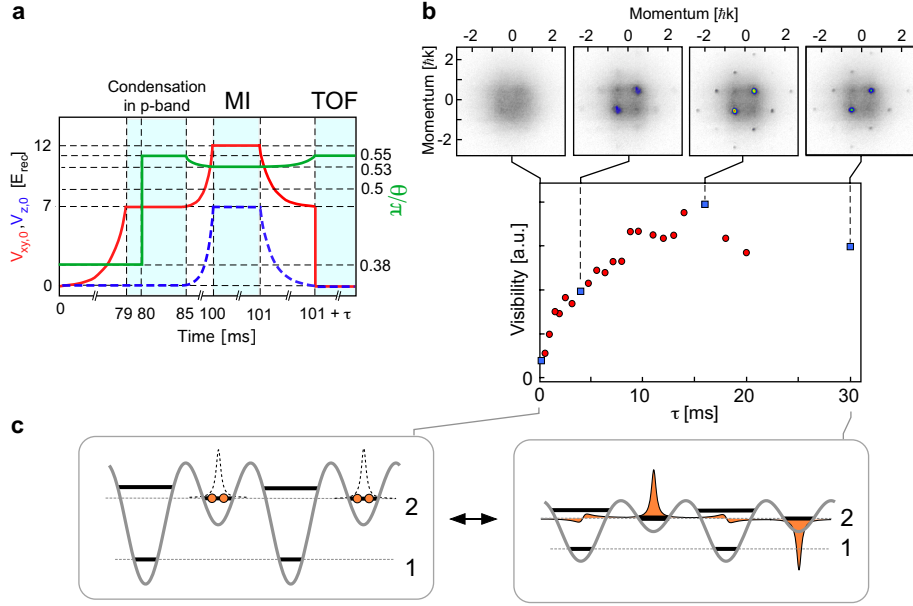 a
Condensation
in p-band
MI
TOF
12
7
0
V_xy,0, V_z,0 [E_rec]
0.55
0.53
0.5
0.38
θ/π
0
79
80
85
100
101
101 + τ
Time [ms]
b
Momentum [ħk]
-2 0 2
-2 0 2
-2 0 2
-2 0 2
Momentum [ħk]
2
0
-2
Visibility [a.u.]
0
0
10
20
30
τ [ms]
c
2
1
2
1